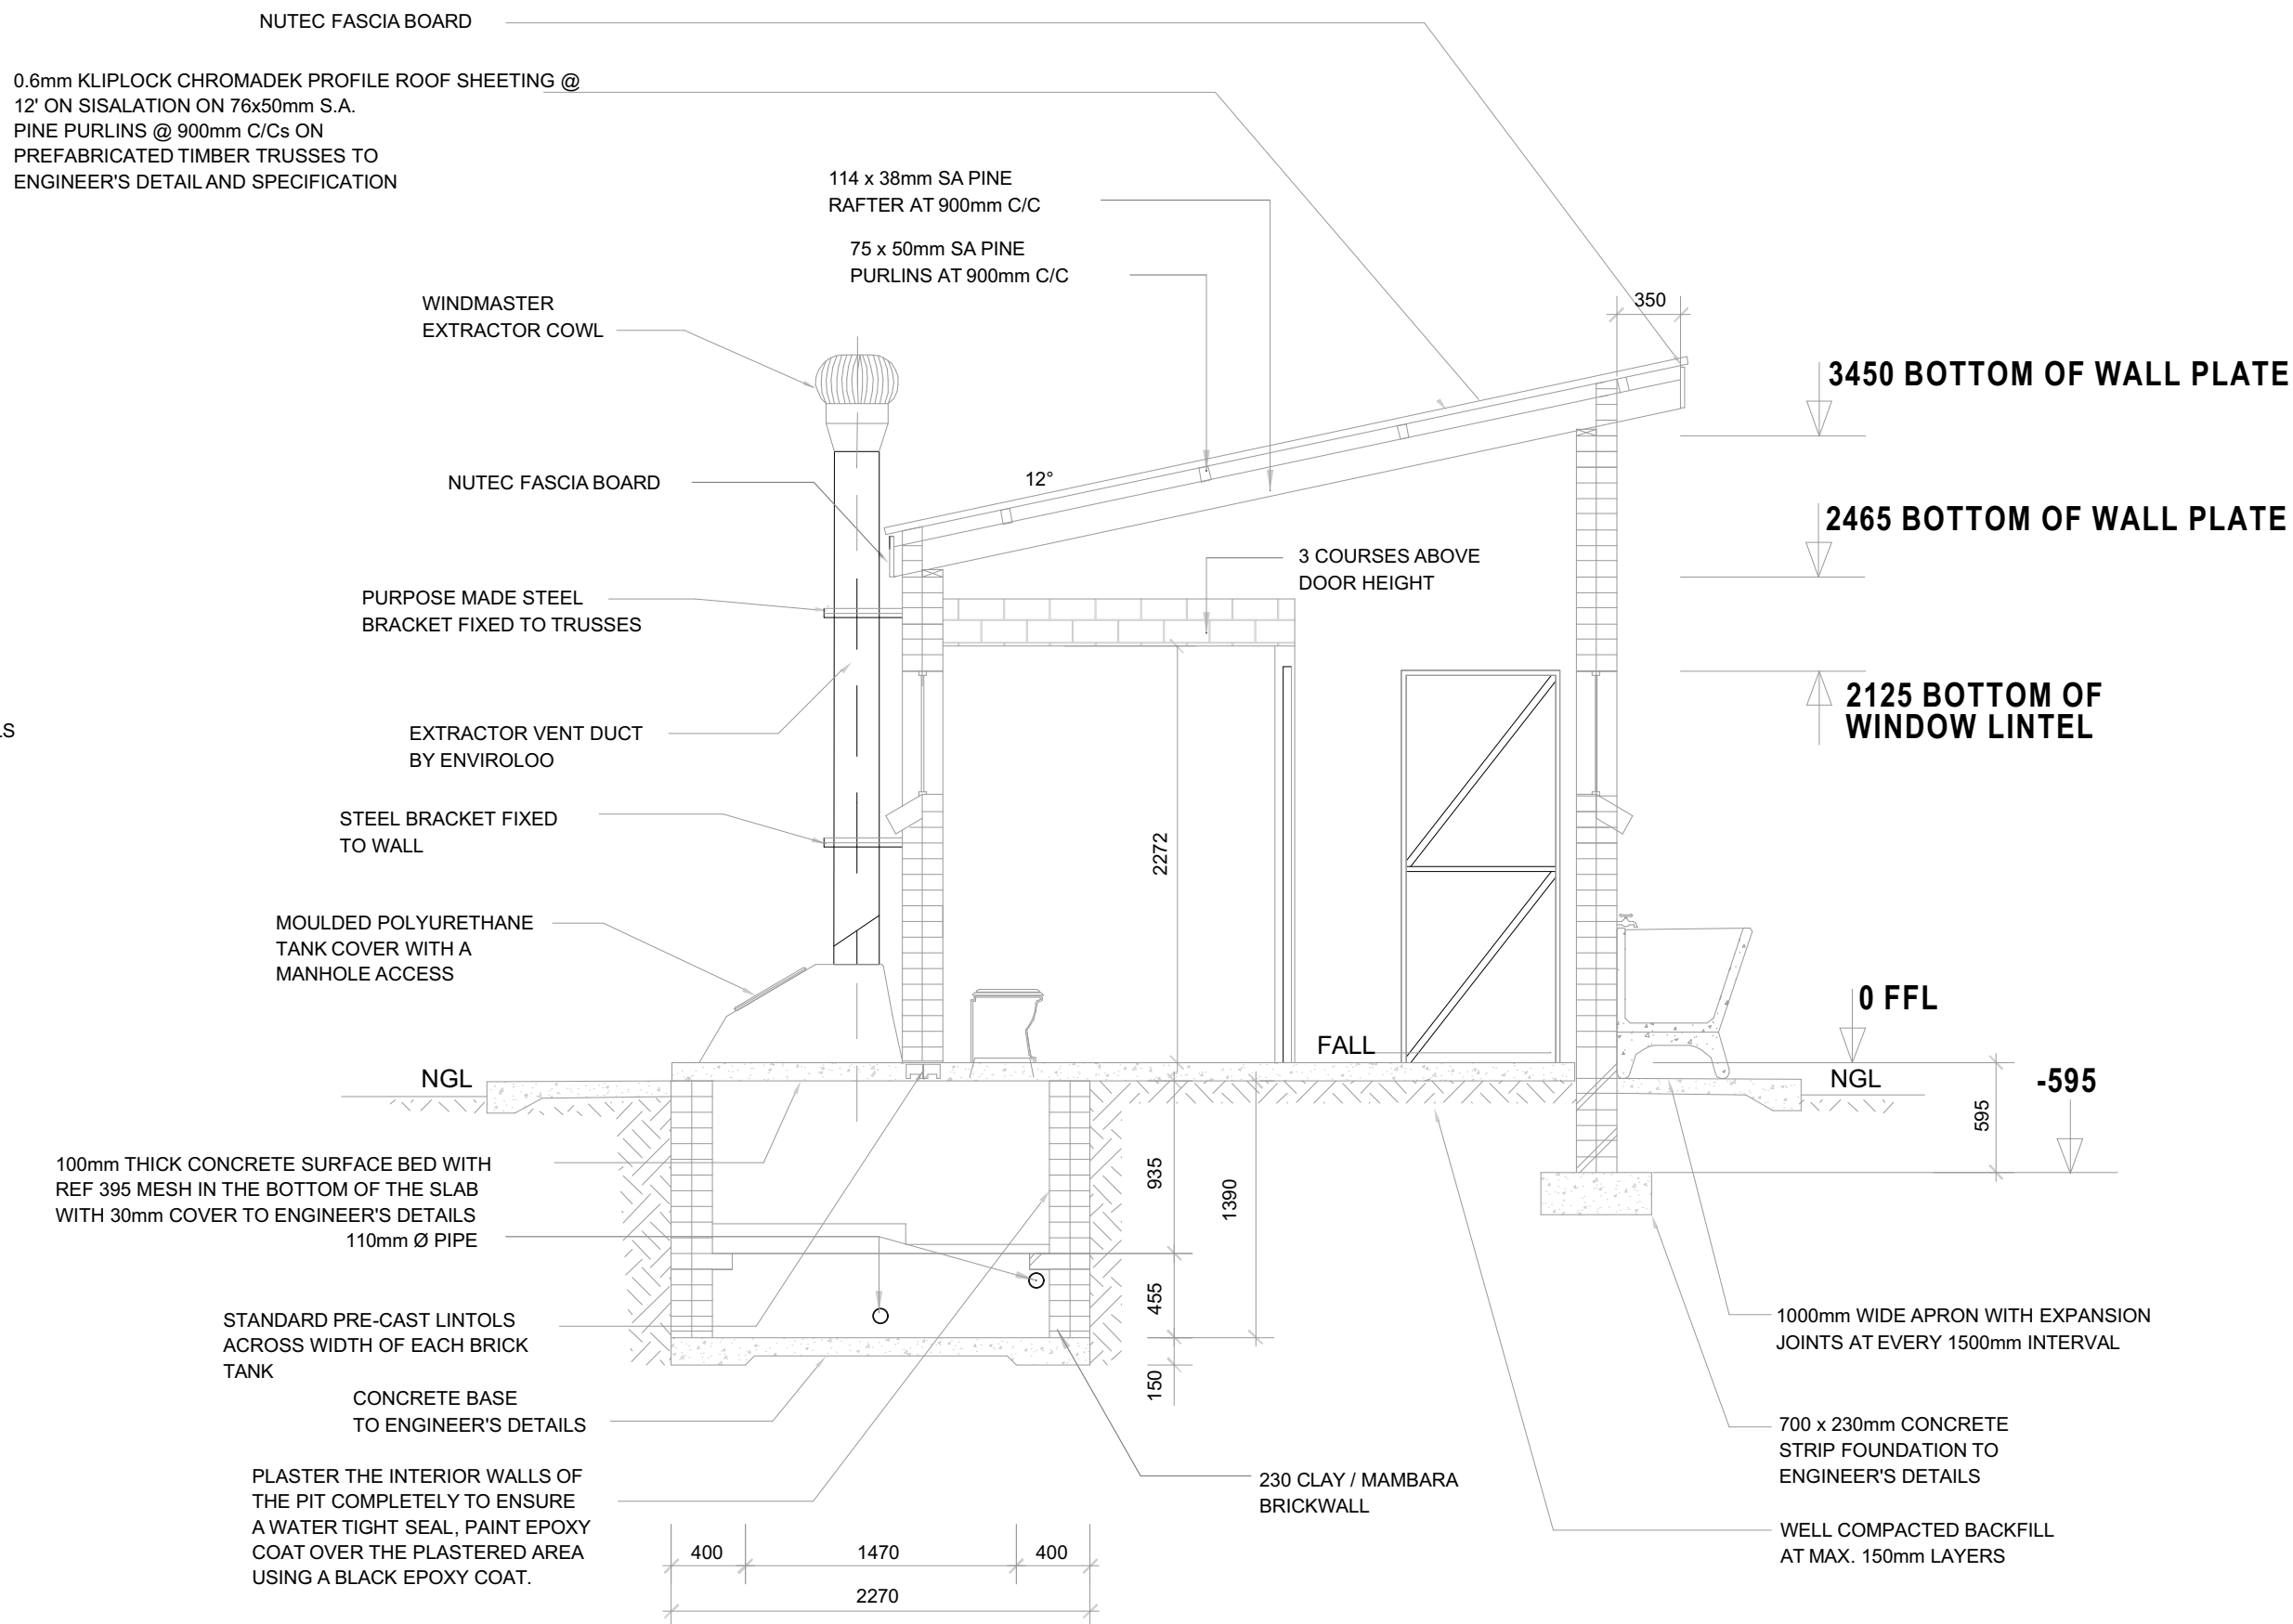 NUTEC FASCIA BOARD
0.6mm KLIPLOCK CHROMADEK PROFILE ROOF SHEETING @
12' ON SISALATION ON 76x50mm S.A.
PINE PURLINS @ 900mm C/Cs ON
PREFABRICATED TIMBER TRUSSES TO
ENGINEER'S DETAIL AND SPECIFICATION
114 x 38mm SA PINE
RAFTER AT 900mm C/C
75 x 50mm SA PINE
PURLINS AT 900mm C/C
WINDMASTER
EXTRACTOR COWL
350
3450 BOTTOM OF WALL PLATE
NUTEC FASCIA BOARD
12°
2465 BOTTOM OF WALL PLATE
3 COURSES ABOVE
DOOR HEIGHT
PURPOSE MADE STEEL
BRACKET FIXED TO TRUSSES
2125 BOTTOM OF
WINDOW LINTEL
LS
EXTRACTOR VENT DUCT
BY ENVIROLOO
STEEL BRACKET FIXED
TO WALL
2272
MOULDED POLYURETHANE
TANK COVER WITH A
MANHOLE ACCESS
0 FFL
FALL
NGL
NGL
-595
595
100mm THICK CONCRETE SURFACE BED WITH
REF 395 MESH IN THE BOTTOM OF THE SLAB
WITH 30mm COVER TO ENGINEER'S DETAILS
110mm Ø PIPE
935
1390
455
150
STANDARD PRE-CAST LINTOLS
ACROSS WIDTH OF EACH BRICK
TANK
1000mm WIDE APRON WITH EXPANSION
JOINTS AT EVERY 1500mm INTERVAL
CONCRETE BASE
TO ENGINEER'S DETAILS
700 x 230mm CONCRETE
STRIP FOUNDATION TO
ENGINEER'S DETAILS
PLASTER THE INTERIOR WALLS OF
THE PIT COMPLETELY TO ENSURE
A WATER TIGHT SEAL, PAINT EPOXY
COAT OVER THE PLASTERED AREA
USING A BLACK EPOXY COAT.
230 CLAY / MAMBARA
BRICKWALL
WELL COMPACTED BACKFILL
AT MAX. 150mm LAYERS
400
1470
400
2270